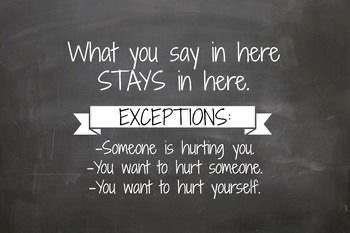 What you say in here
STAYS in here.
EXCEPTIONS:
-Someone is hurting you.
-You want to hurt someone.
-You want to hurt yourself.